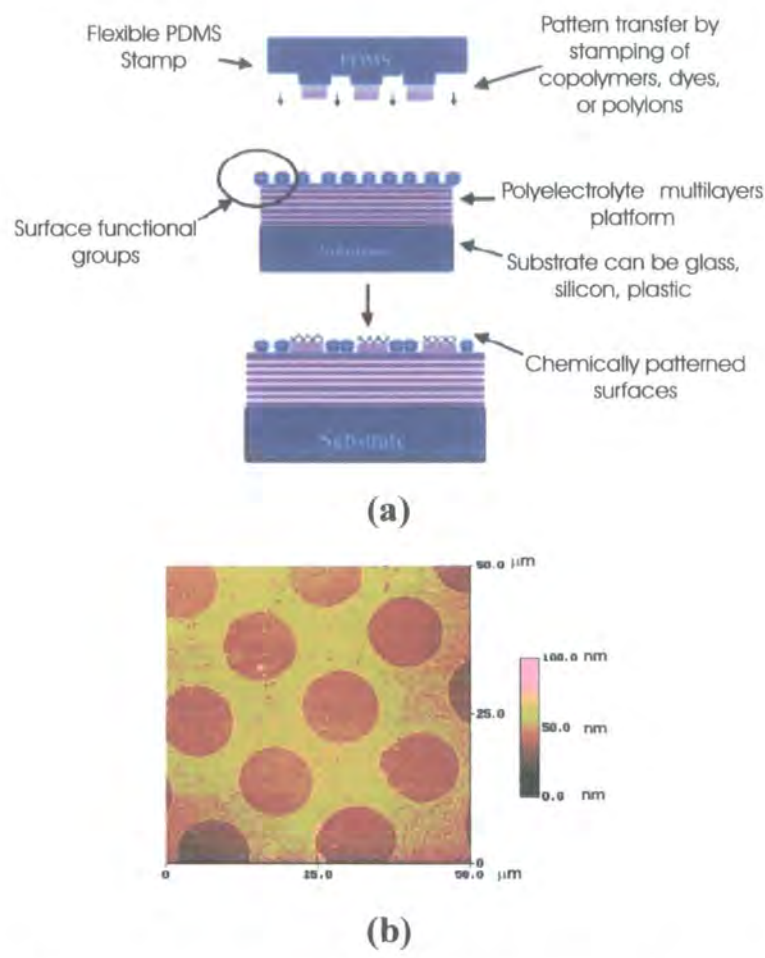 Flexible PDMS
Stamp
PDMS
Pattern transfer by
stamping of
copolymers, dyes,
or polyions
Surface functional
groups
Polyelectrolyte multilayers
platform
Substrate can be glass,
silicon, plastic
Chemically patterned
surfaces
Substrate
(a)
50.0 μm
25.0
0
0
25.0
50.0 μm
100.0 nm
50.0 nm
0.0 nm
(b)